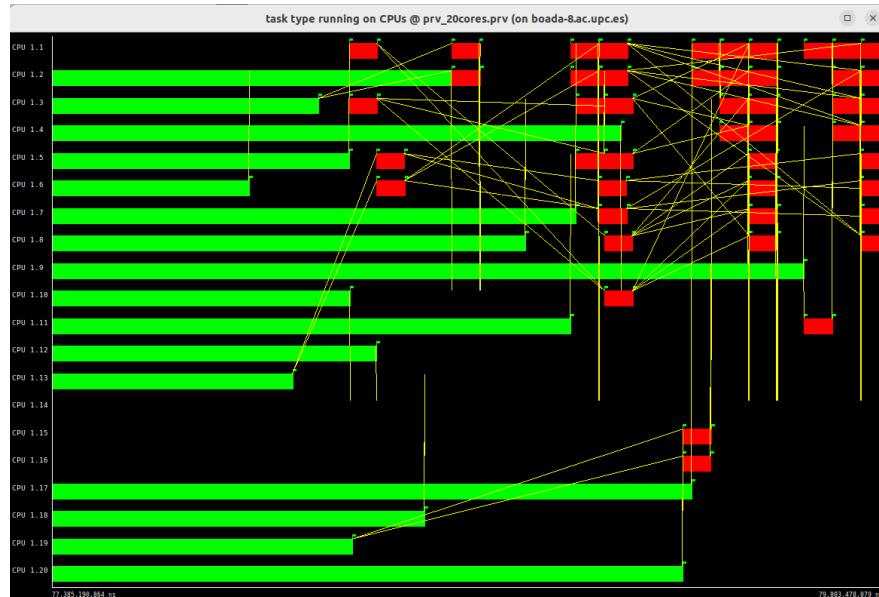 task type running on CPUs @ prv_20cores.prv (on boada-8.ac.upc.es)
CPU 1.1
CPU 1.2
CPU 1.3
CPU 1.4
CPU 1.5
CPU 1.6
CPU 1.7
CPU 1.8
CPU 1.9
CPU 1.10
CPU 1.11
CPU 1.12
CPU 1.13
CPU 1.14
CPU 1.15
CPU 1.16
CPU 1.17
CPU 1.18
CPU 1.19
CPU 1.20
77.385.190.864 ns
79.803.478.079 n